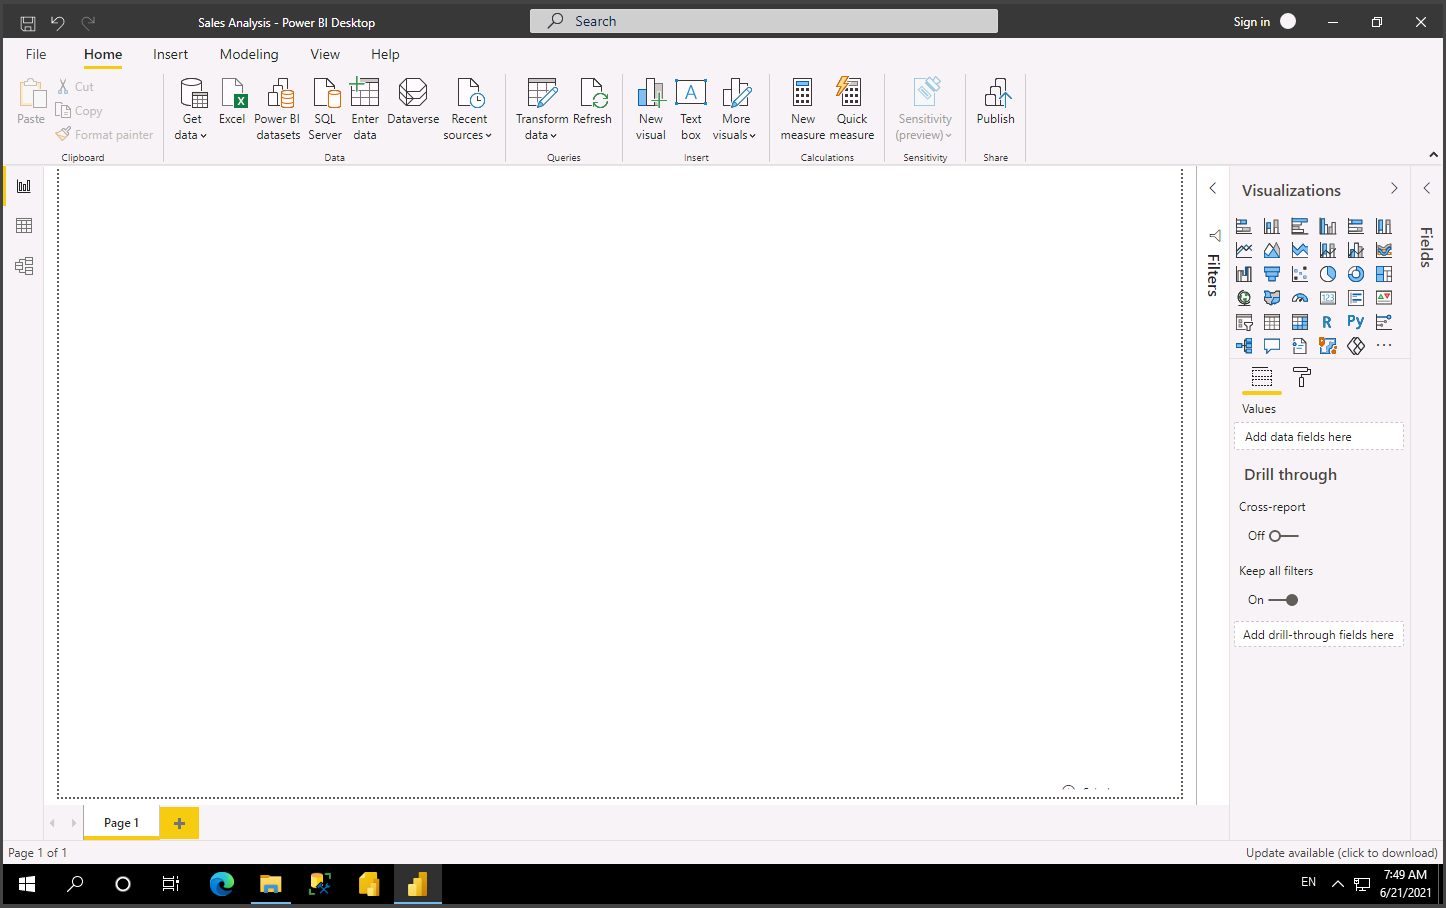 Sales Analysis - Power BI Desktop
Search
Sign in
File Home Insert Modeling View Help
Paste
Cut
Copy
Format painter
Clipboard
Get data
Excel
Power BI datasets
SQL Server
Enter data
Dataverse
Recent sources
Data
Transform data
Refresh
Queries
New visual
Text box
A
More visuals
Insert
New measure
Quick measure
Calculations
Sensitivity (preview)
Sensitivity
Publish
Share
Filters
Visualizations
123
R
Py
Values
Add data fields here
Drill through
Cross-report
Off
Keep all filters
On
Add drill-through fields here
Fields
Page 1
Page 1 of 1
Update available (click to download)
EN
7:49 AM
6/21/2021